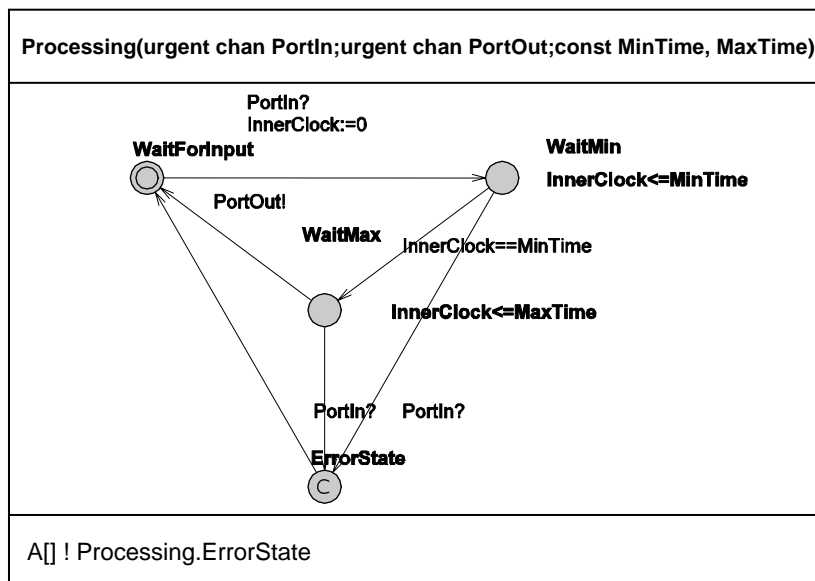 Processing(urgent chan PortIn;urgent chan PortOut;const MinTime, MaxTime)
PortIn?
InnerClock:=0
WaitForInput
WaitMin
InnerClock<=MinTime
PortOut!
WaitMax
InnerClock==MinTime
InnerClock<=MaxTime
PortIn? PortIn?
ErrorState
C
A[] ! Processing.ErrorState